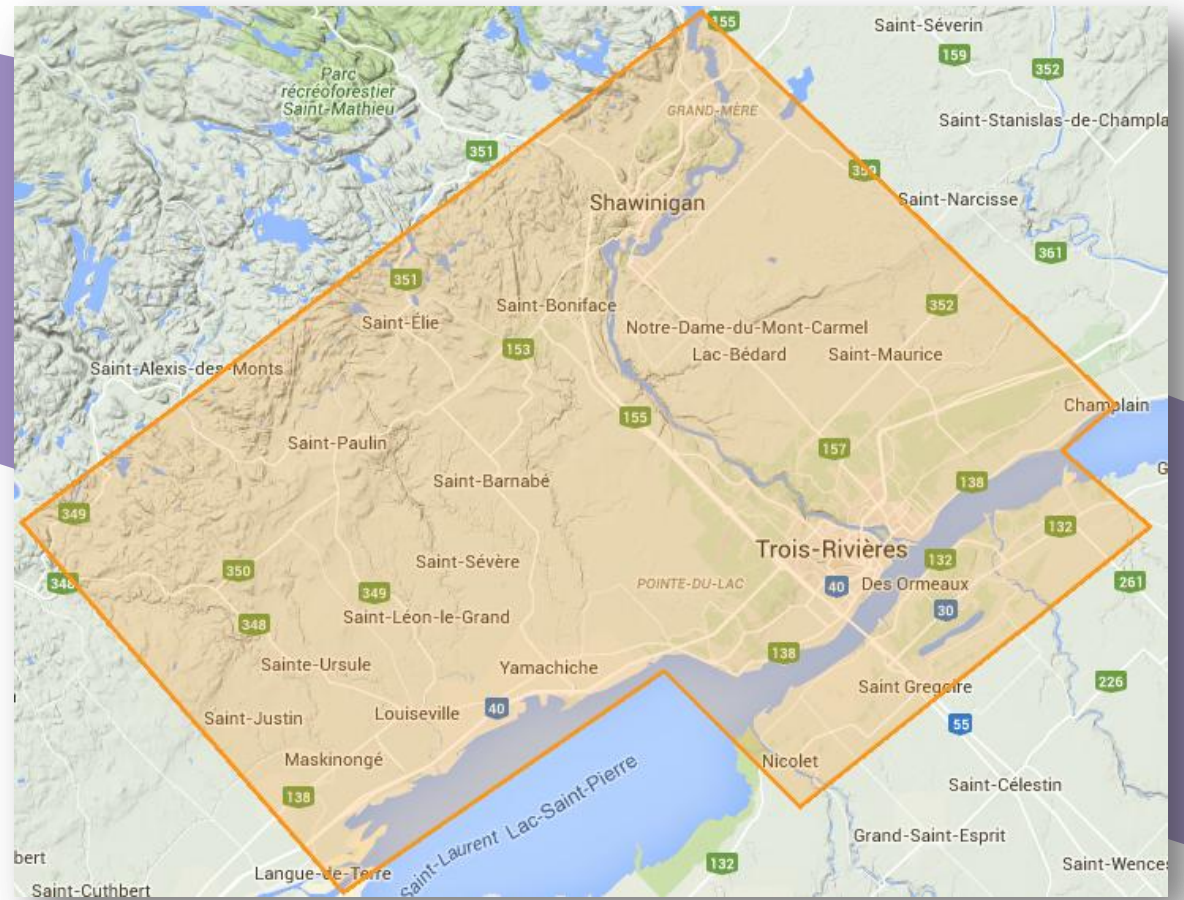 155
Saint-Séverin
159
352
Parc
récréoforestier
Saint-Mathieu
GRAND-MÈRE
Saint-Stanislas-de-Champla
351
359
Shawinigan
Saint-Narcisse
361
351
Saint-Boniface
352
Saint-Élie
Notre-Dame-du-Mont-Carmel
153
Lac-Bédard
Saint-Maurice
Saint-Alexis-des-Monts
Champlain
155
Saint-Paulin
157
G
Saint-Barnabé
138
349
132
Trois-Rivières
132
Saint-Sévère
350
348
POINTE-DU-LAC
40
Des Ormeaux
261
349
30
Saint-Léon-le-Grand
348
138
Sainte-Ursule
Yamachiche
226
Saint Gregoire
40
Saint-Justin
Louiseville
55
Maskinongé
Nicolet
Saint-Célestin
138
Saint-Laurent Lac-Saint-Pierre
Grand-Saint-Esprit
bert
132
Saint-Wences
Langue-de-Terre
Saint-Cuthbert